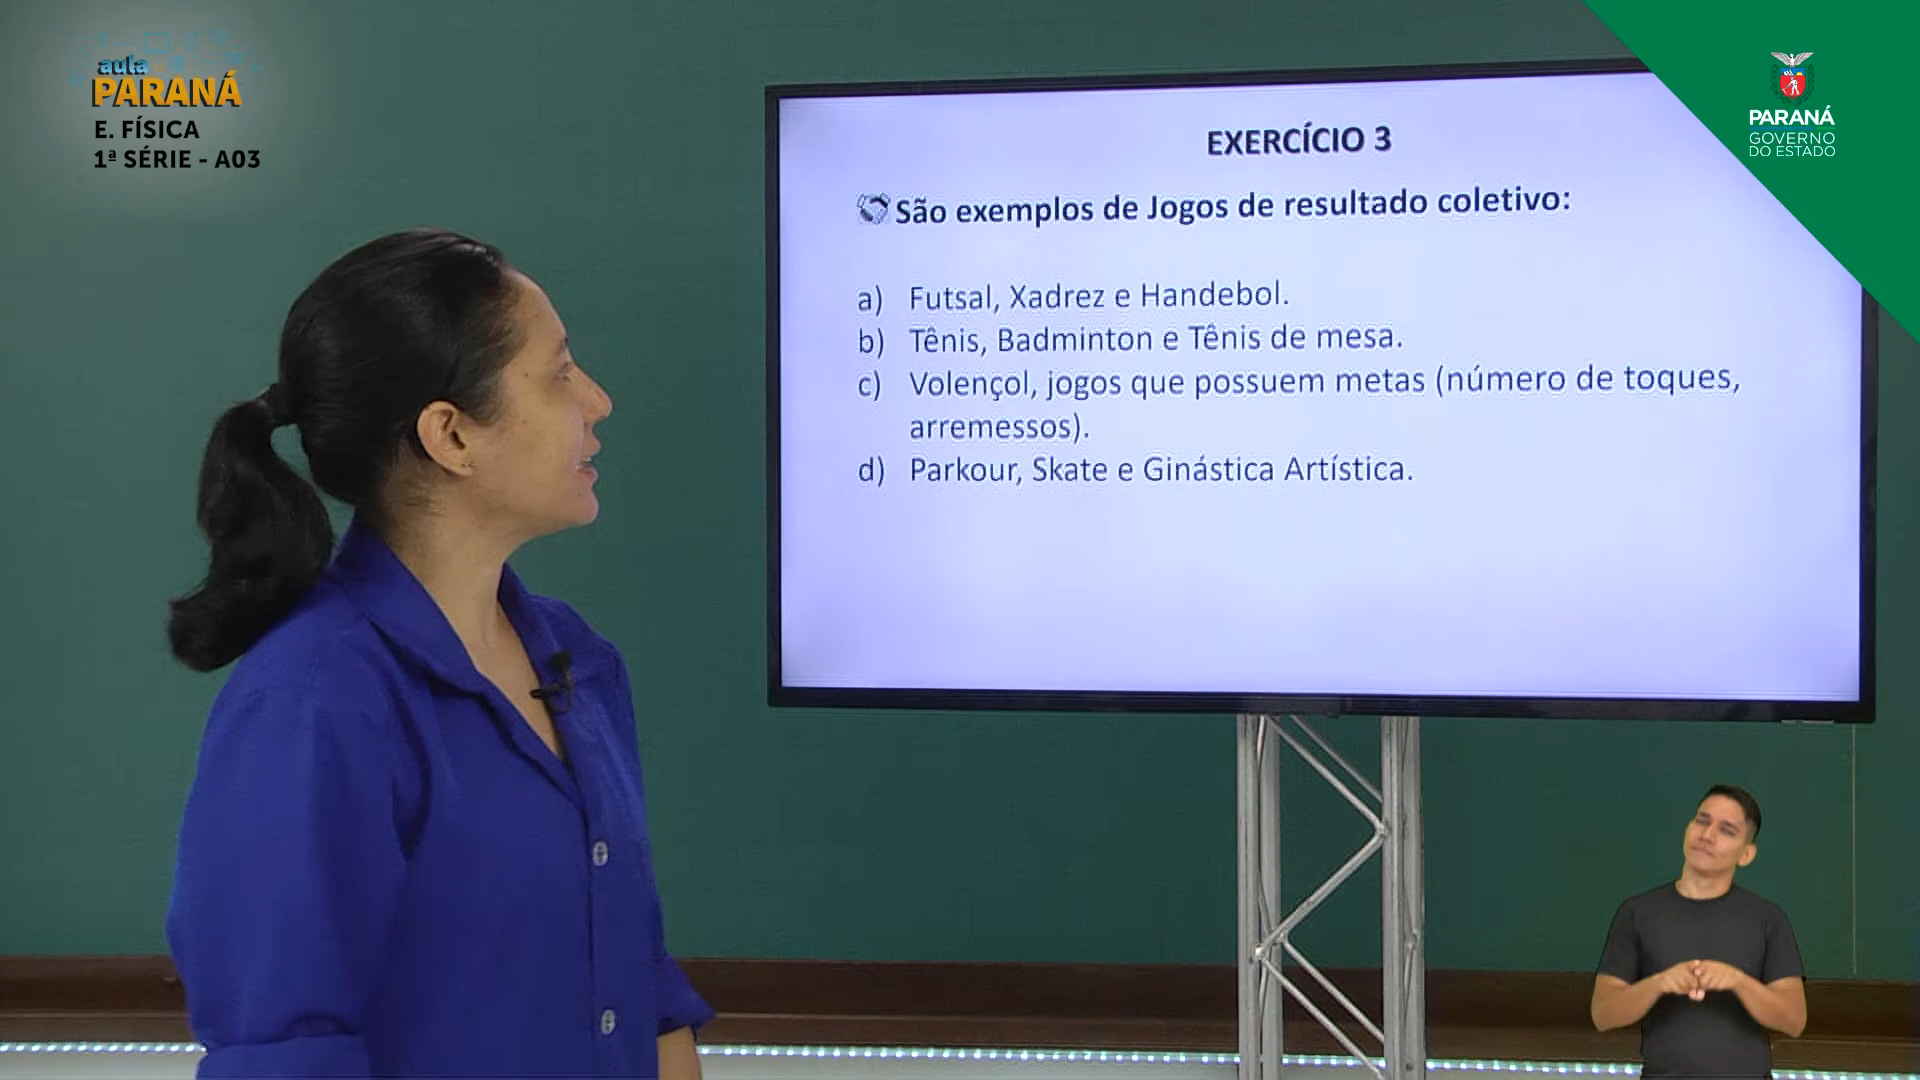 aula
PARANÁ
E. FÍSICA
1ª SÉRIE - A03
PARANÁ
GOVERNO
DO ESTADO
EXERCÍCIO 3
São exemplos de Jogos de resultado coletivo:
a) Futsal, Xadrez e Handebol.
b) Tênis, Badminton e Tênis de mesa.
c) Volençol, jogos que possuem metas (número de toques,
arremessos).
d) Parkour, Skate e Ginástica Artística.